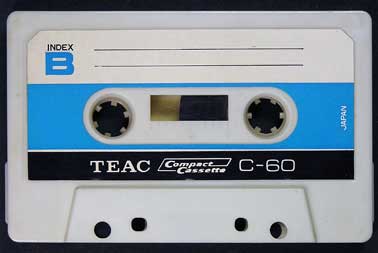 INDEX
B
JAPAN
TEAC Compact Cassette C-60